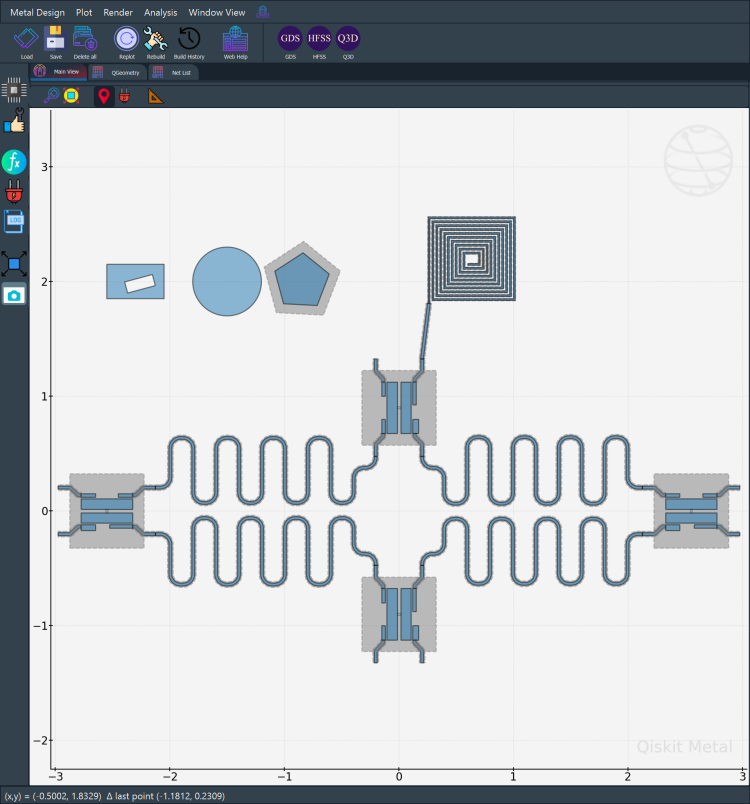 Metal Design Plot Render Analysis Window View
GDS HFSS Q3D
Load Save Delete all Replot Rebuild Build History Web Help GDS HFSS Q3D
Main View QGeometry Net List
fx
LOG
3
2
1
0
−1
−2
−3 −2 −1 0 1 2 3
Qiskit Metal
(x,y) = (-0.5002, 1.8329) Δ last point (-1.1812, 0.2309)